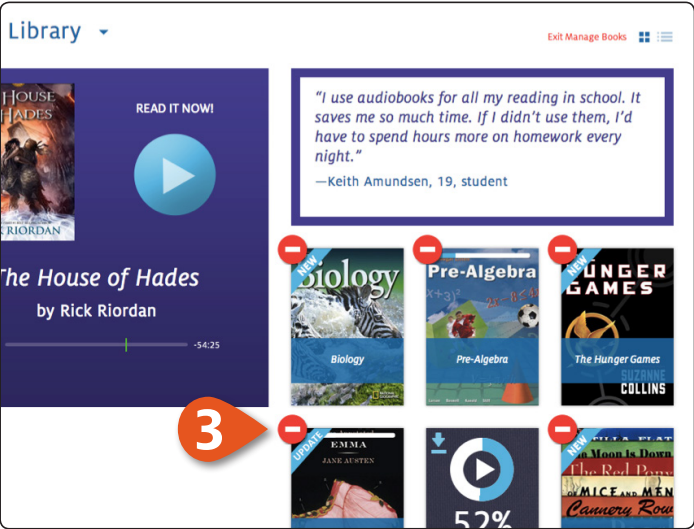 Library
Exit Manage Books
HOUSE
HADES
RIORDAN
READ IT NOW!
The House of Hades
by Rick Riordan
-54:25
“I use audiobooks for all my reading in school. It
saves me so much time. If I didn’t use them, I’d
have to spend hours more on homework every
night.”
—Keith Amundsen, 19, student
NEW
Biology
Biology
NATIONAL GEOGRAPHIC
Pre-Algebra
Pre-Algebra
NEW
HUNGER
GAMES
The Hunger Games
SUZANNE
COLLINS
3
UPDATE
EMMA
JANE AUSTEN
52%
NEW
TORTILLA FLAT
The Moon Is Down
The Red Pony
OF MICE AND MEN
Cannery Row